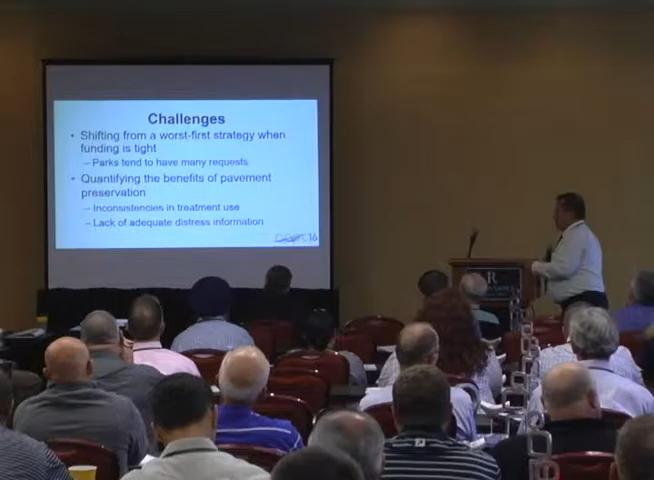 Challenges
• Shifting from a worst-first strategy when
funding is tight
– Parks tend to have many requests
• Quantifying the benefits of pavement
preservation
– Inconsistencies in treatment use
– Lack of adequate distress information
16
R